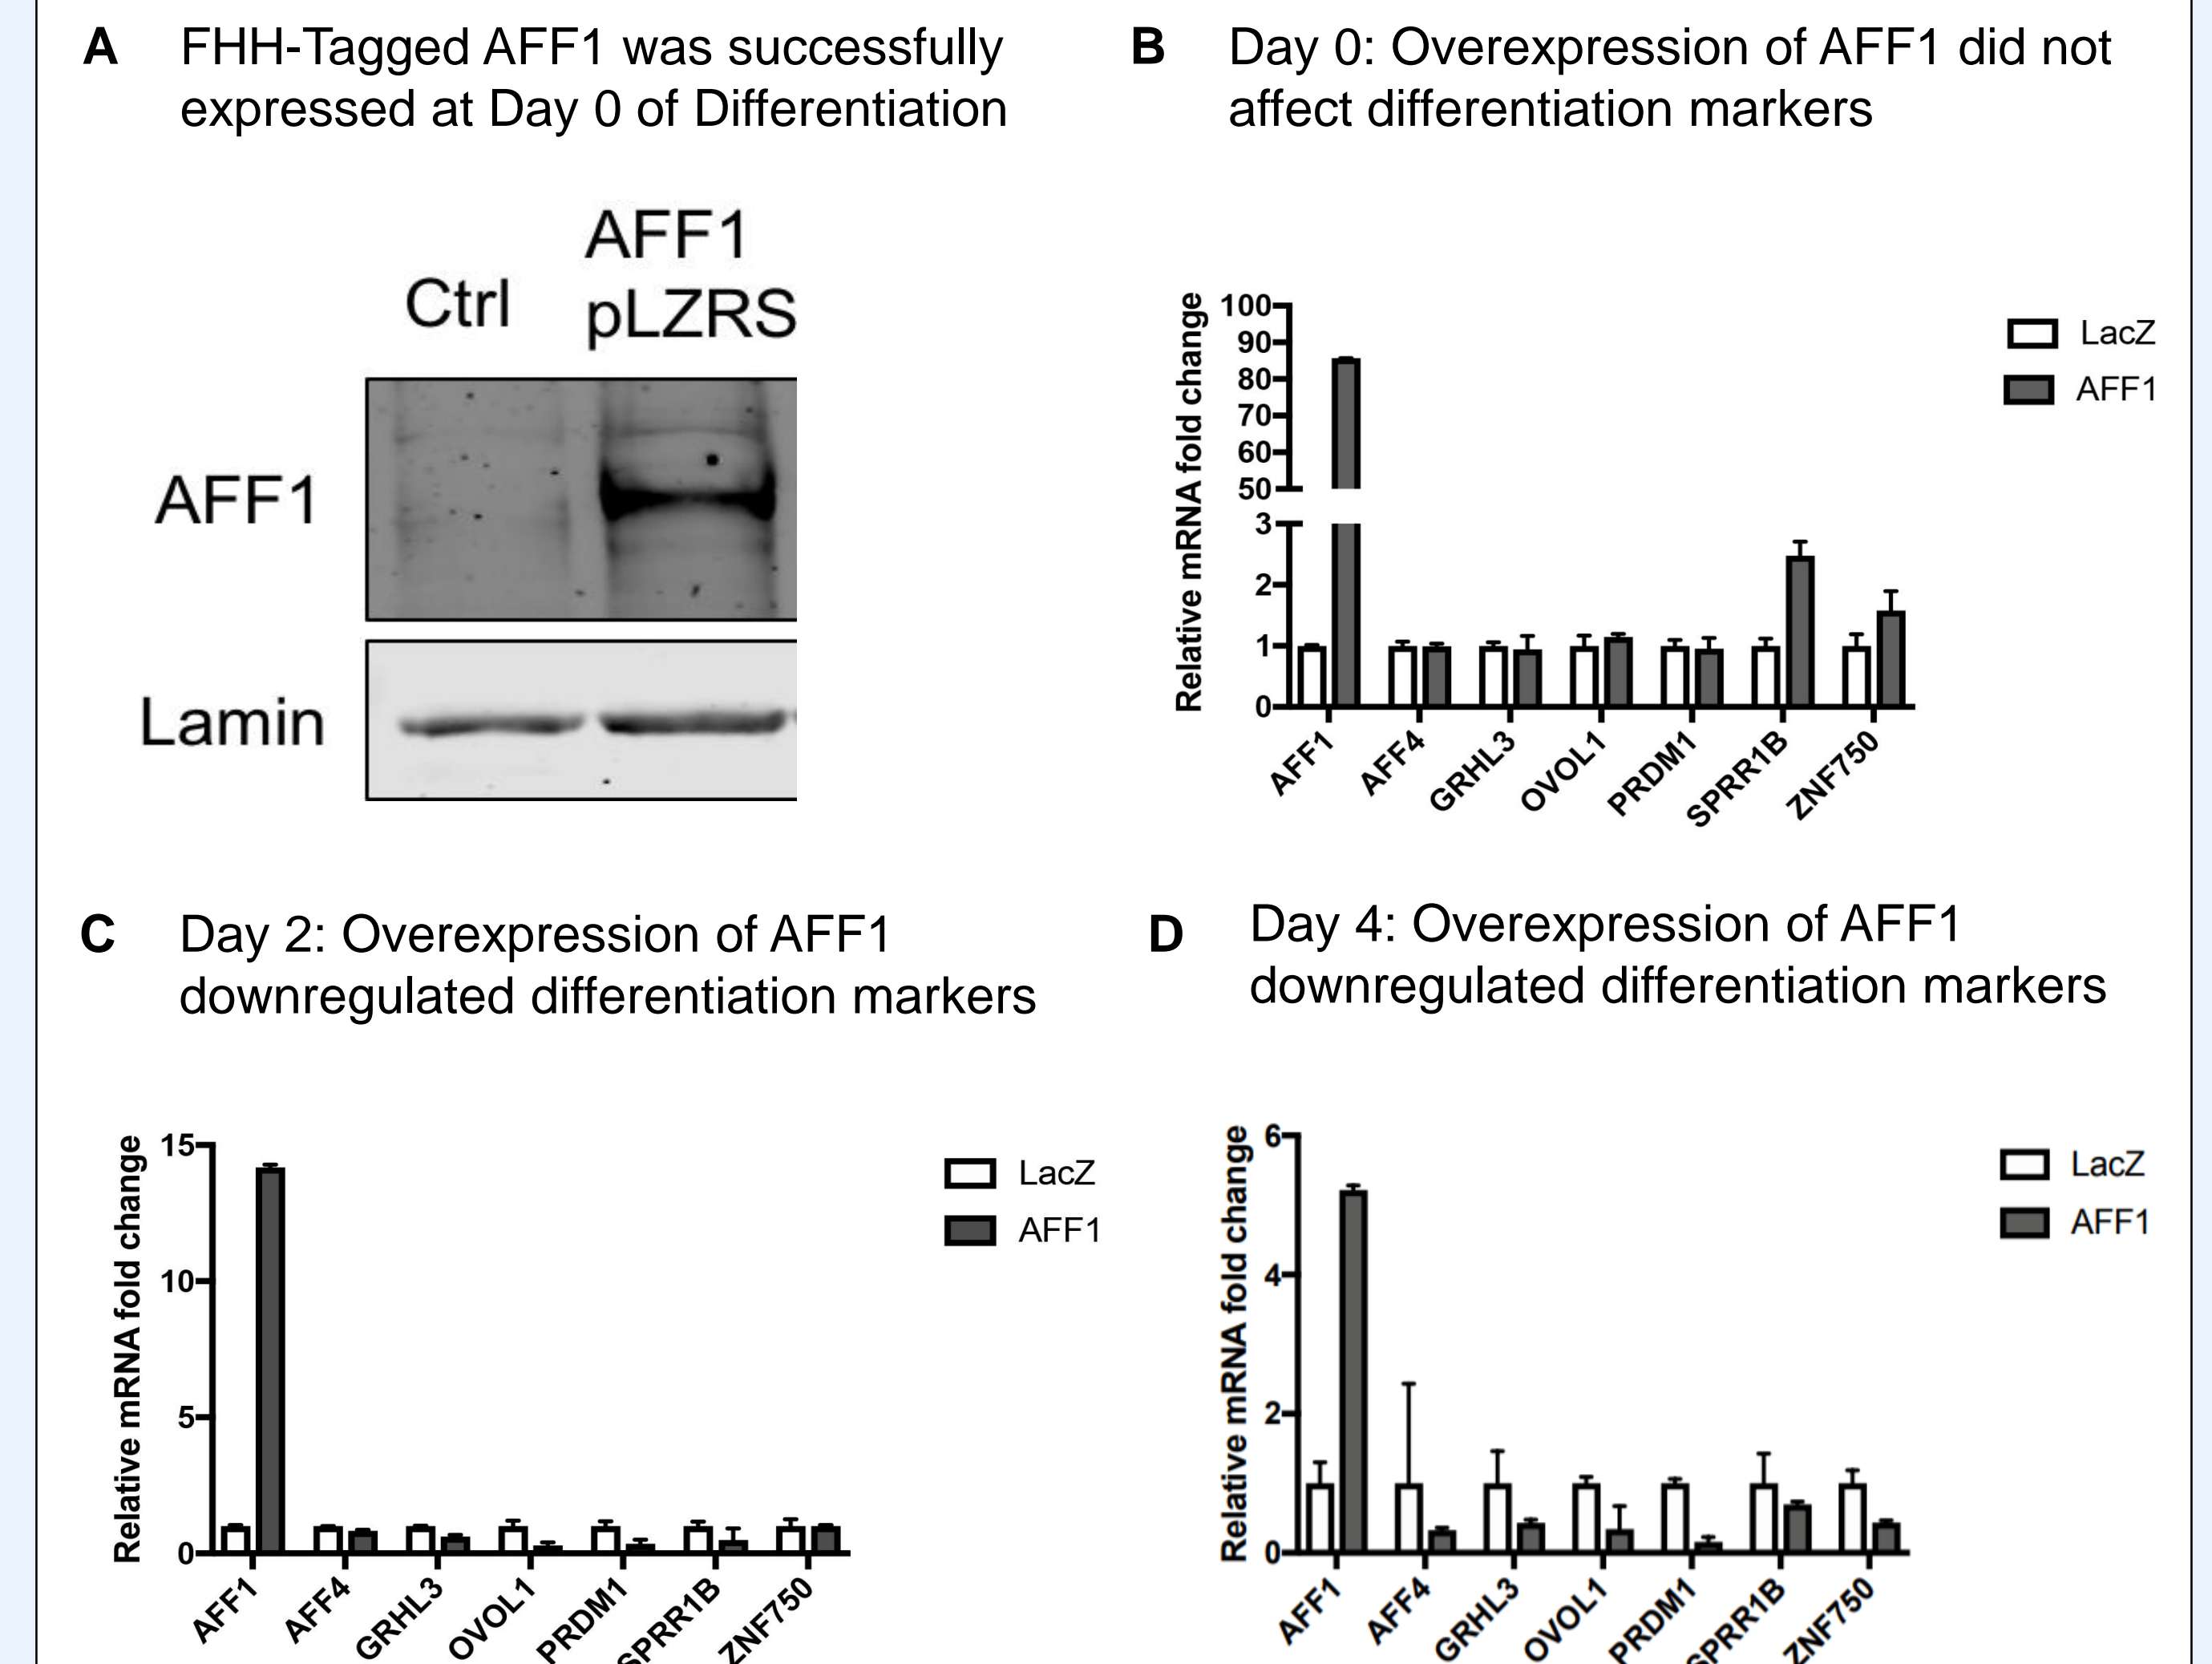 A
FHH-Tagged AFF1 was successfully
expressed at Day 0 of Differentiation
Ctrl
AFF1
pLZRS
AFF1
Lamin
B
Day 0: Overexpression of AFF1 did not
affect differentiation markers
Relative mRNA fold change
100
90
80
70
60
50
3
2
1
0
AFF1
AFF4
GRHL3
OVOL1
PRDM1
SPRR1B
ZNF750
LacZ
AFF1
C
Day 2: Overexpression of AFF1
downregulated differentiation markers
Relative mRNA fold change
15
10
5
0
AFF1
AFF4
GRHL3
OVOL1
PRDM1
SPRR1B
ZNF750
LacZ
AFF1
D
Day 4: Overexpression of AFF1
downregulated differentiation markers
Relative mRNA fold change
6
4
2
0
AFF1
AFF4
GRHL3
OVOL1
PRDM1
SPRR1B
ZNF750
LacZ
AFF1